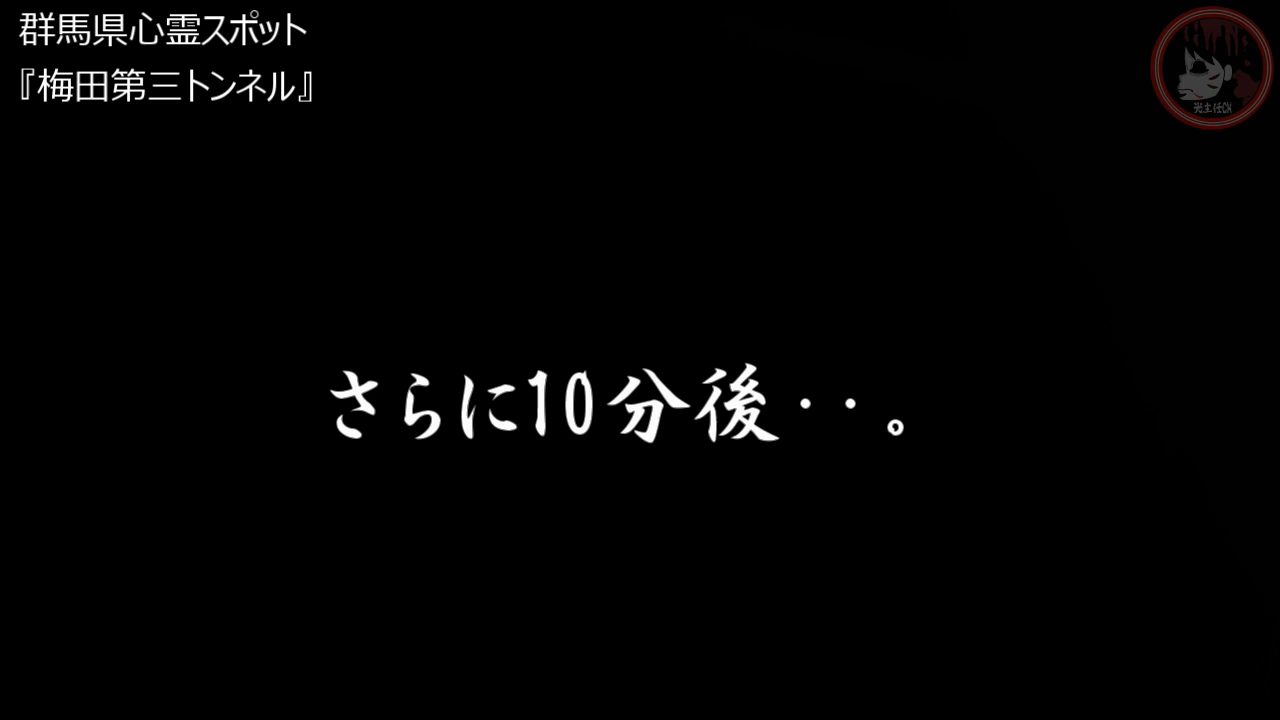 群馬県心霊スポット
『梅田第三トンネル』
さらに10分後‥。